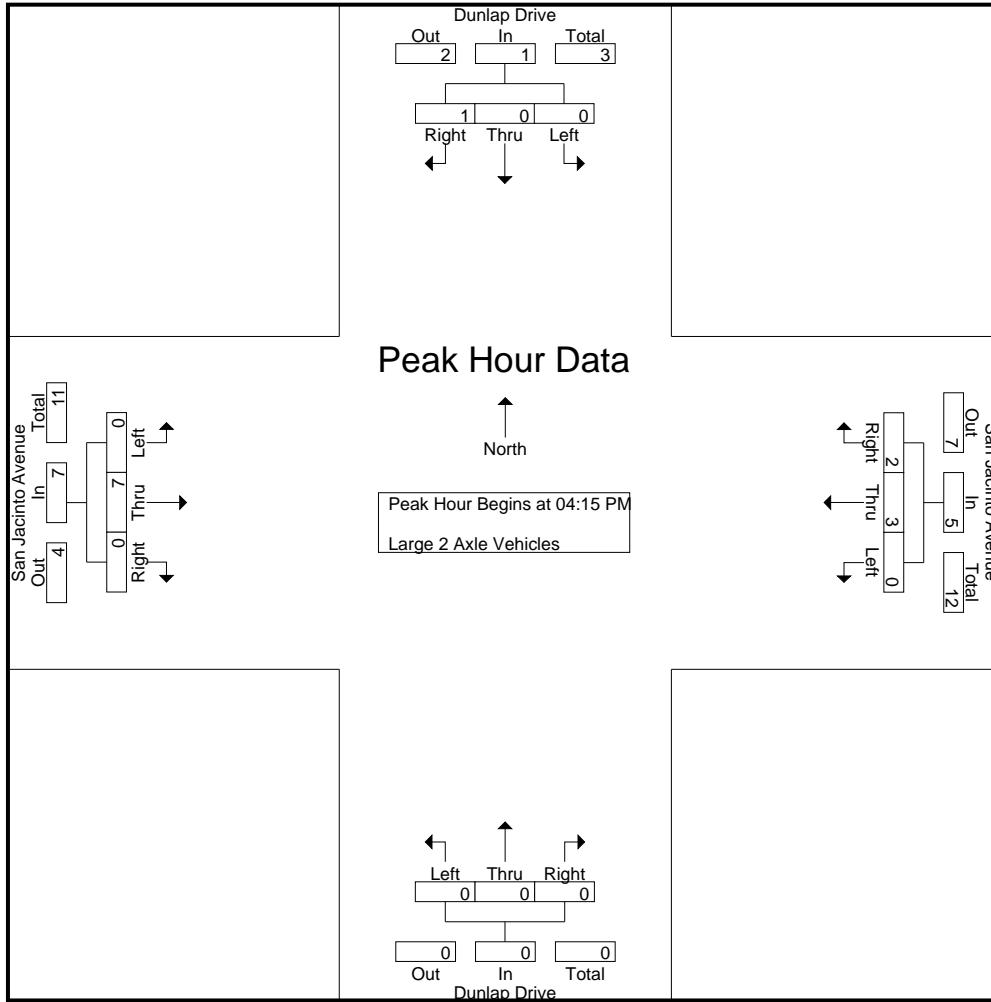 Dunlap Drive
Out In Total
2 1 3
1 0 0
Right Thru Left
Peak Hour Data
North
Peak Hour Begins at 04:15 PM
Large 2 Axle Vehicles
San Jacinto Avenue
Out In Total
4 7 11
0 7 0
Left Thru Right
San Jacinto Avenue
Out In Total
7 5 12
2 3 0
Right Thru Left
Left Thru Right
0 0 0
0 0 0
Out In Total
Dunlap Drive